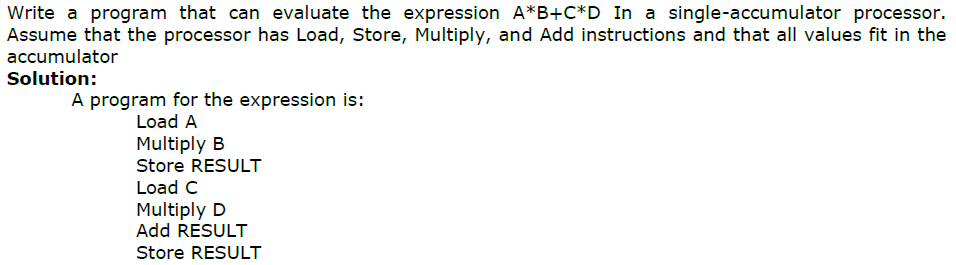 Write a program that can evaluate the expression A*B+C*D In a single-accumulator processor.
Assume that the processor has Load, Store, Multiply, and Add instructions and that all values fit in the
accumulator
Solution:
A program for the expression is:
Load A
Multiply B
Store RESULT
Load C
Multiply D
Add RESULT
Store RESULT